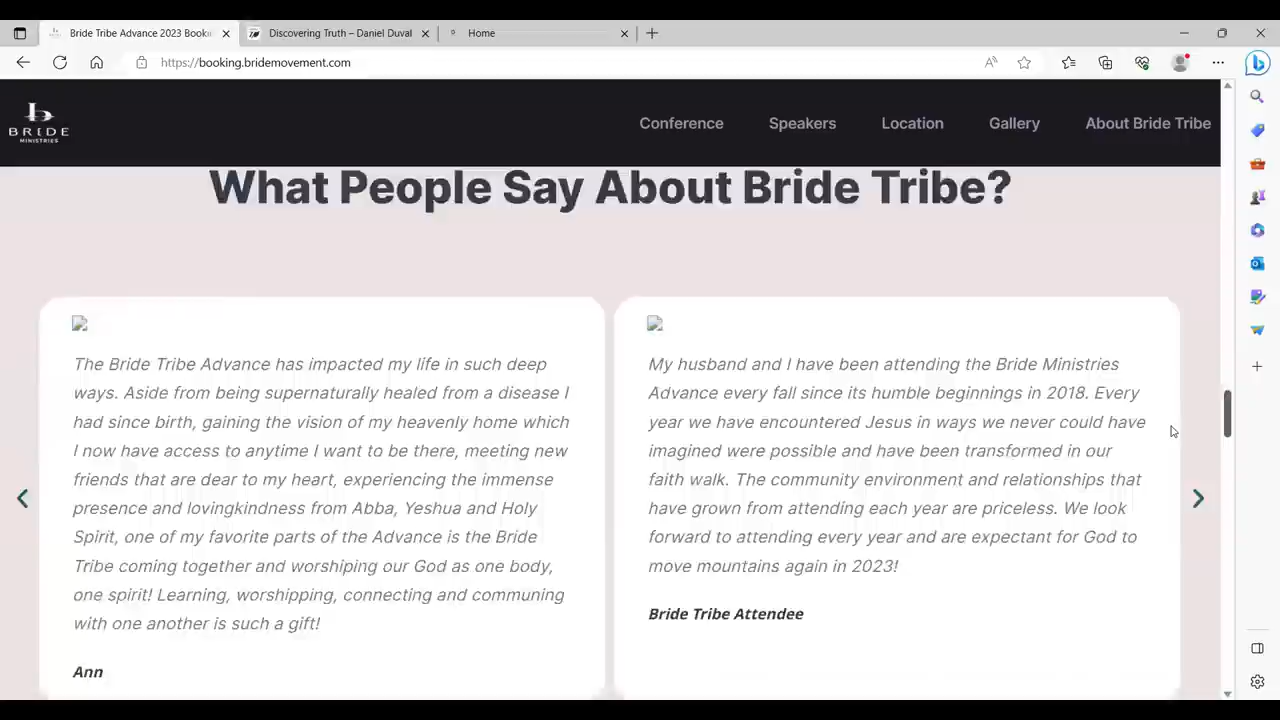 Bride Tribe Advance 2023 Booki
Discovering Truth – Daniel Duval
Home
https://booking.bridemovement.com
BRIDE
MINISTRIES
Conference
Speakers
Location
Gallery
About Bride Tribe
What People Say About Bride Tribe?
The Bride Tribe Advance has impacted my life in such deep
ways. Aside from being supernaturally healed from a disease I
had since birth, gaining the vision of my heavenly home which
I now have access to anytime I want to be there, meeting new
friends that are dear to my heart, experiencing the immense
presence and lovingkindness from Abba, Yeshua and Holy
Spirit, one of my favorite parts of the Advance is the Bride
Tribe coming together and worshiping our God as one body,
one spirit! Learning, worshipping, connecting and communing
with one another is such a gift!
Ann
My husband and I have been attending the Bride Ministries
Advance every fall since its humble beginnings in 2018. Every
year we have encountered Jesus in ways we never could have
imagined were possible and have been transformed in our
faith walk. The community environment and relationships that
have grown from attending each year are priceless. We look
forward to attending every year and are expectant for God to
move mountains again in 2023!
Bride Tribe Attendee